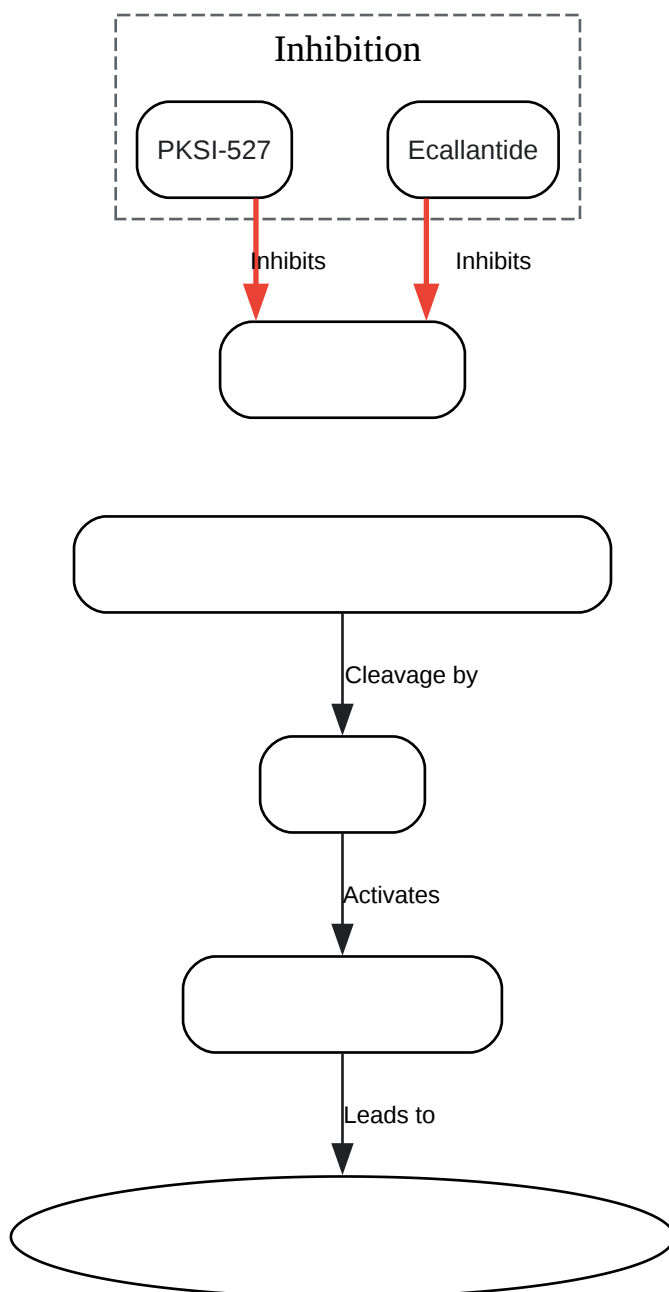 Inhibition
PKSI-527
Ecallantide
Inhibits
Inhibits
Cleavage by
Activates
Leads to